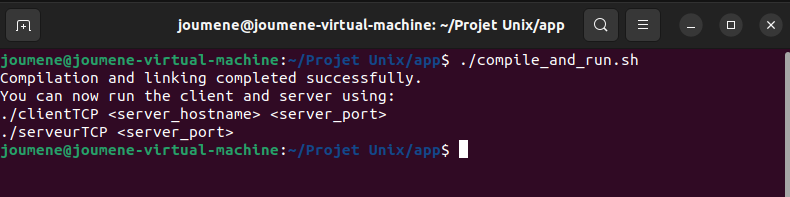 joumene@joumene-virtual-machine: ~/Projet Unix/app
joumene@joumene-virtual-machine:~/Projet Unix/app$ ./compile_and_run.sh
Compilation and linking completed successfully.
You can now run the client and server using:
./clientTCP <server_hostname> <server_port>
./serveurTCP <server_port>
joumene@joumene-virtual-machine:~/Projet Unix/app$